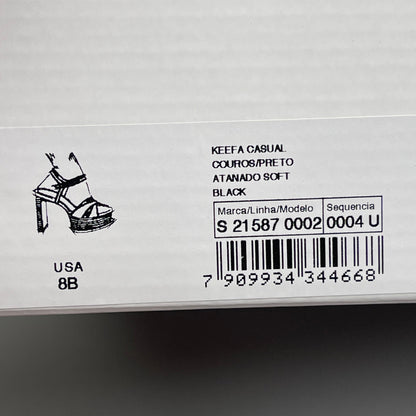 KEEFA CASUAL
COUROS/PRETO
ATANADO SOFT
BLACK
Marca/Linha/Modelo Sequencia
S 21587 0002 0004 U
7 909934 344668
USA
8B